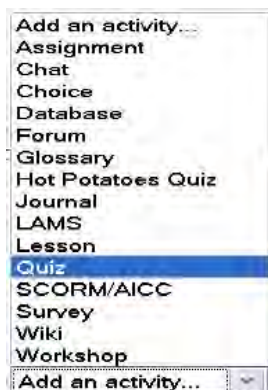 Add an activity...
Assignment
Chat
Choice
Database
Forum
Glossary
Hot Potatoes Quiz
Journal
LAMS
Lesson
Quiz
SCORM/AICC
Survey
Wiki
Workshop
Add an activity...